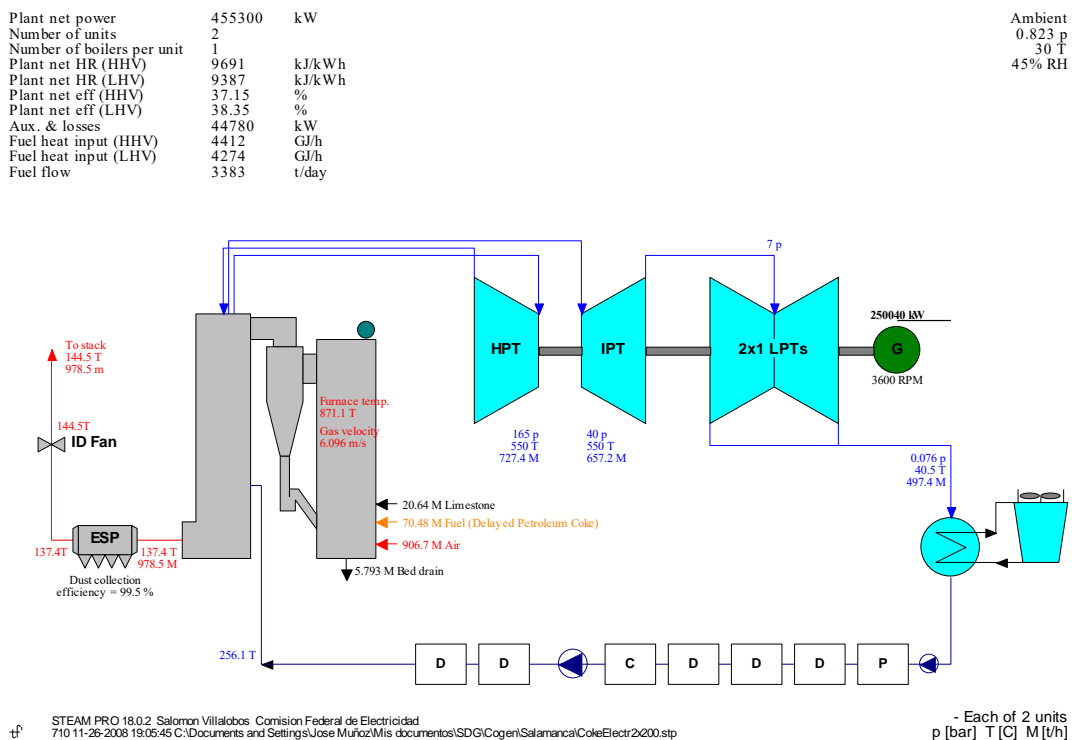 Plant net power 455300 kW
Number of units 2
Number of boilers per unit 1
Plant net HR (HHV) 9691 kJ/kWh
Plant net HR (LHV) 9387 kJ/kWh
Plant net eff (HHV) 37.15 %
Plant net eff (LHV) 38.35 %
Aux. & losses 44780 kW
Fuel heat input (HHV) 4412 GJ/h
Fuel heat input (LHV) 4274 GJ/h
Fuel flow 3383 t/day
Ambient
0.823 p
30 T
45% RH
7 p
250040 kW
G
3600 RPM
HPT
IPT
2x1 LPTs
To stack
144.5 T
978.5 m
144.5T
ID Fan
Furnace temp.
871.1 T
Gas velocity
6.096 m/s
165 p
550 T
727.4 M
40 p
550 T
657.2 M
0.076 p
40.5 T
497.4 M
20.64 M Limestone
70.48 M Fuel (Delayed Petroleum Coke)
906.7 M Air
5.793 M Bed drain
ESP
137.4T
137.4 T
978.5 M
Dust collection
efficiency = 99.5 %
256.1 T
D
D
C
D
D
D
P
STEAM PRO 18.0.2 Salomon Villalobos Comision Federal de Electricidad
710 11-26-2008 19:05:45 C:\Documents and Settings\Jose Muñoz\Mis documentos\SDG\Cogen\Salamanca\CokeElectr2x200.stp
- Each of 2 units
p [bar] T [C] M [t/h]